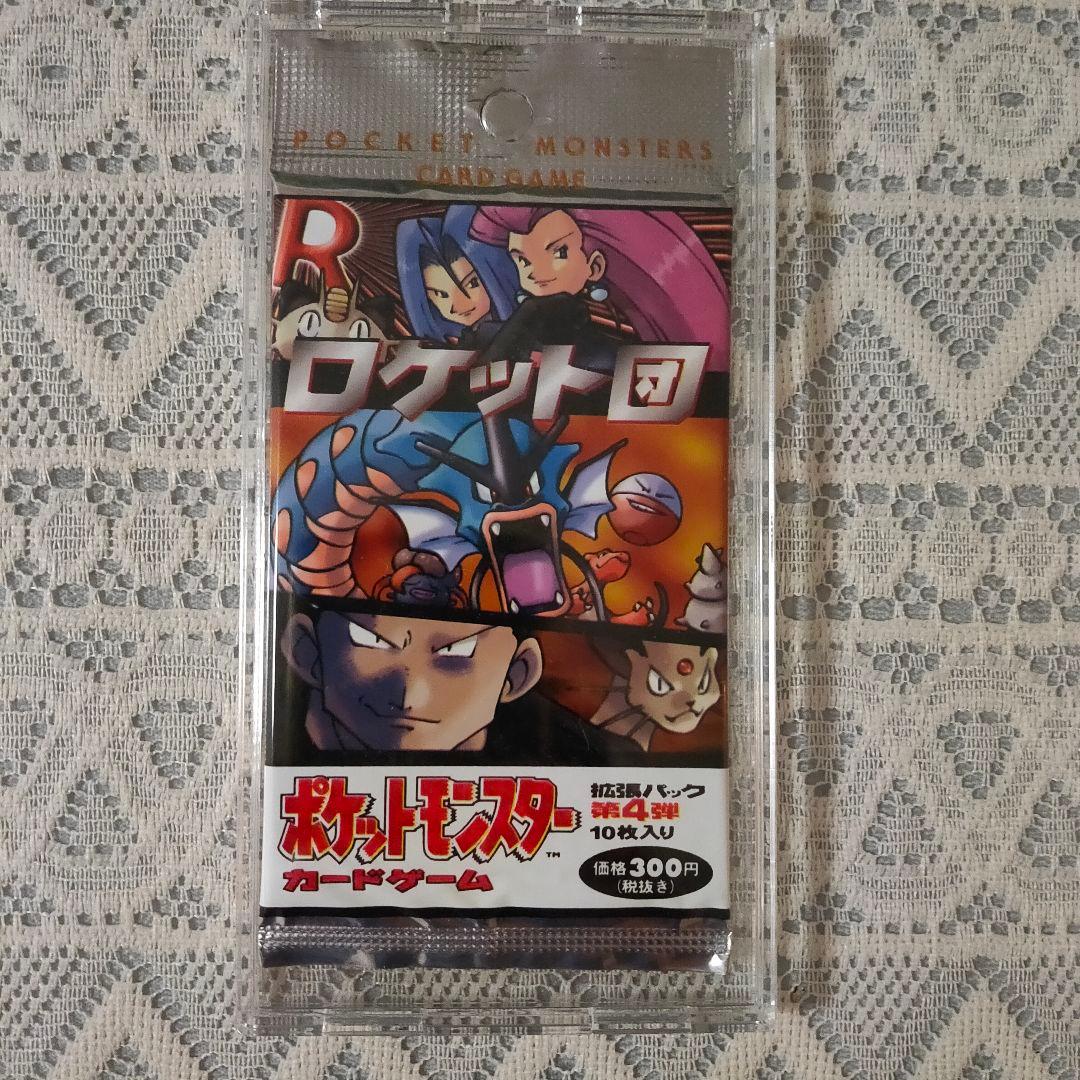 POCKET MONSTERS
CARD GAME
R
ロケット団
ポケットモンスター
TM
カードゲーム
拡張パック
第4弾
10枚入り
価格300円
(税抜き)